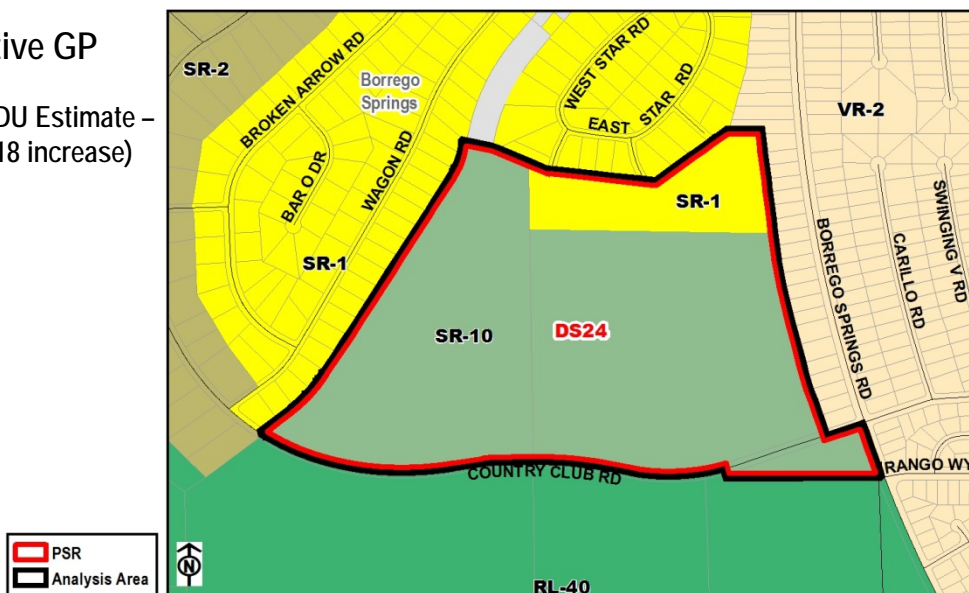 tive GP
DU Estimate –
18 increase)
SR-2
BROKEN ARROW RD
Borrego
Springs
WEST STAR RD
EAST STAR RD
VR-2
BAR O DR
WAGON RD
SR-1
SR-1
SWINGING V RD
CARILLO RD
BORREGO SPRINGS RD
SR-10
DS24
COUNTRY CLUB RD
RANGO WY
PSR
Analysis Area
N
RL-40